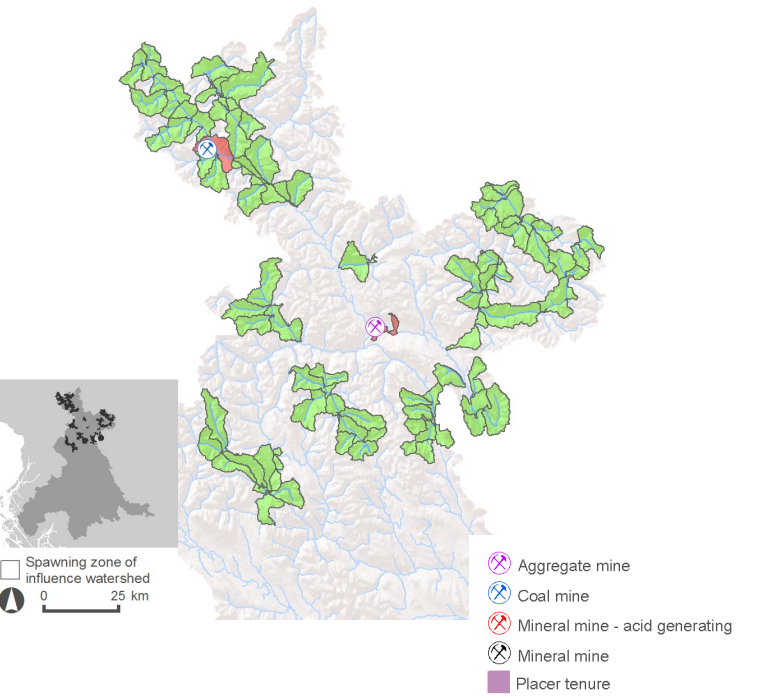 Spawning zone of
influence watershed
0 25 km
Aggregate mine
Coal mine
Mineral mine - acid generating
Mineral mine
Placer tenure